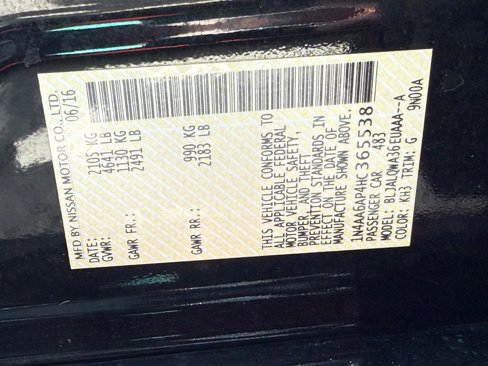 MFD BY NISSAN MOTOR CO., LTD.
DATE: 06/16
GVWR: 2105 KG
4641 LB
GAWR FR.: 1130 KG
2491 LB
GAWR RR.: 990 KG
2183 LB
THIS VEHICLE CONFORMS TO
ALL APPLICABLE FEDERAL
MOTOR VEHICLE SAFETY,
BUMPER, AND THEFT
PREVENTION STANDARDS IN
EFFECT ON THE DATE OF
MANUFACTURE SHOWN ABOVE.
1N4AA6AP4HC365538
PASSENGER CAR 483
MODEL: BLJALQWA36EUAAA--A
COLOR: KH3 TRIM: G 9N00A